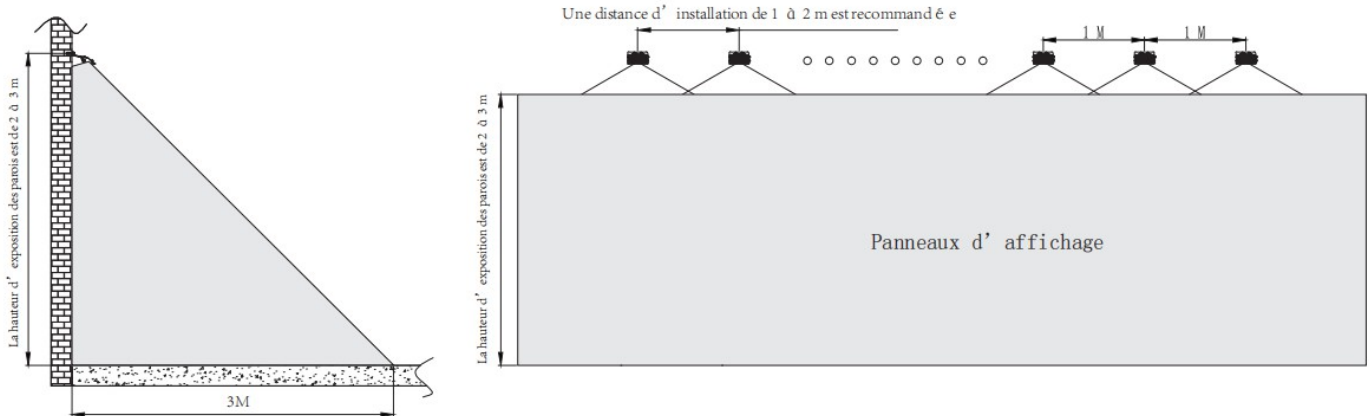 La hauteur d' exposition des parois est de 2 à 3 m
3M
Une distance d' installation de 1 à 2 m est recommandée
1 M
1 M
La hauteur d' exposition des parois est de 2 à 3 m
Panneaux d' affichage